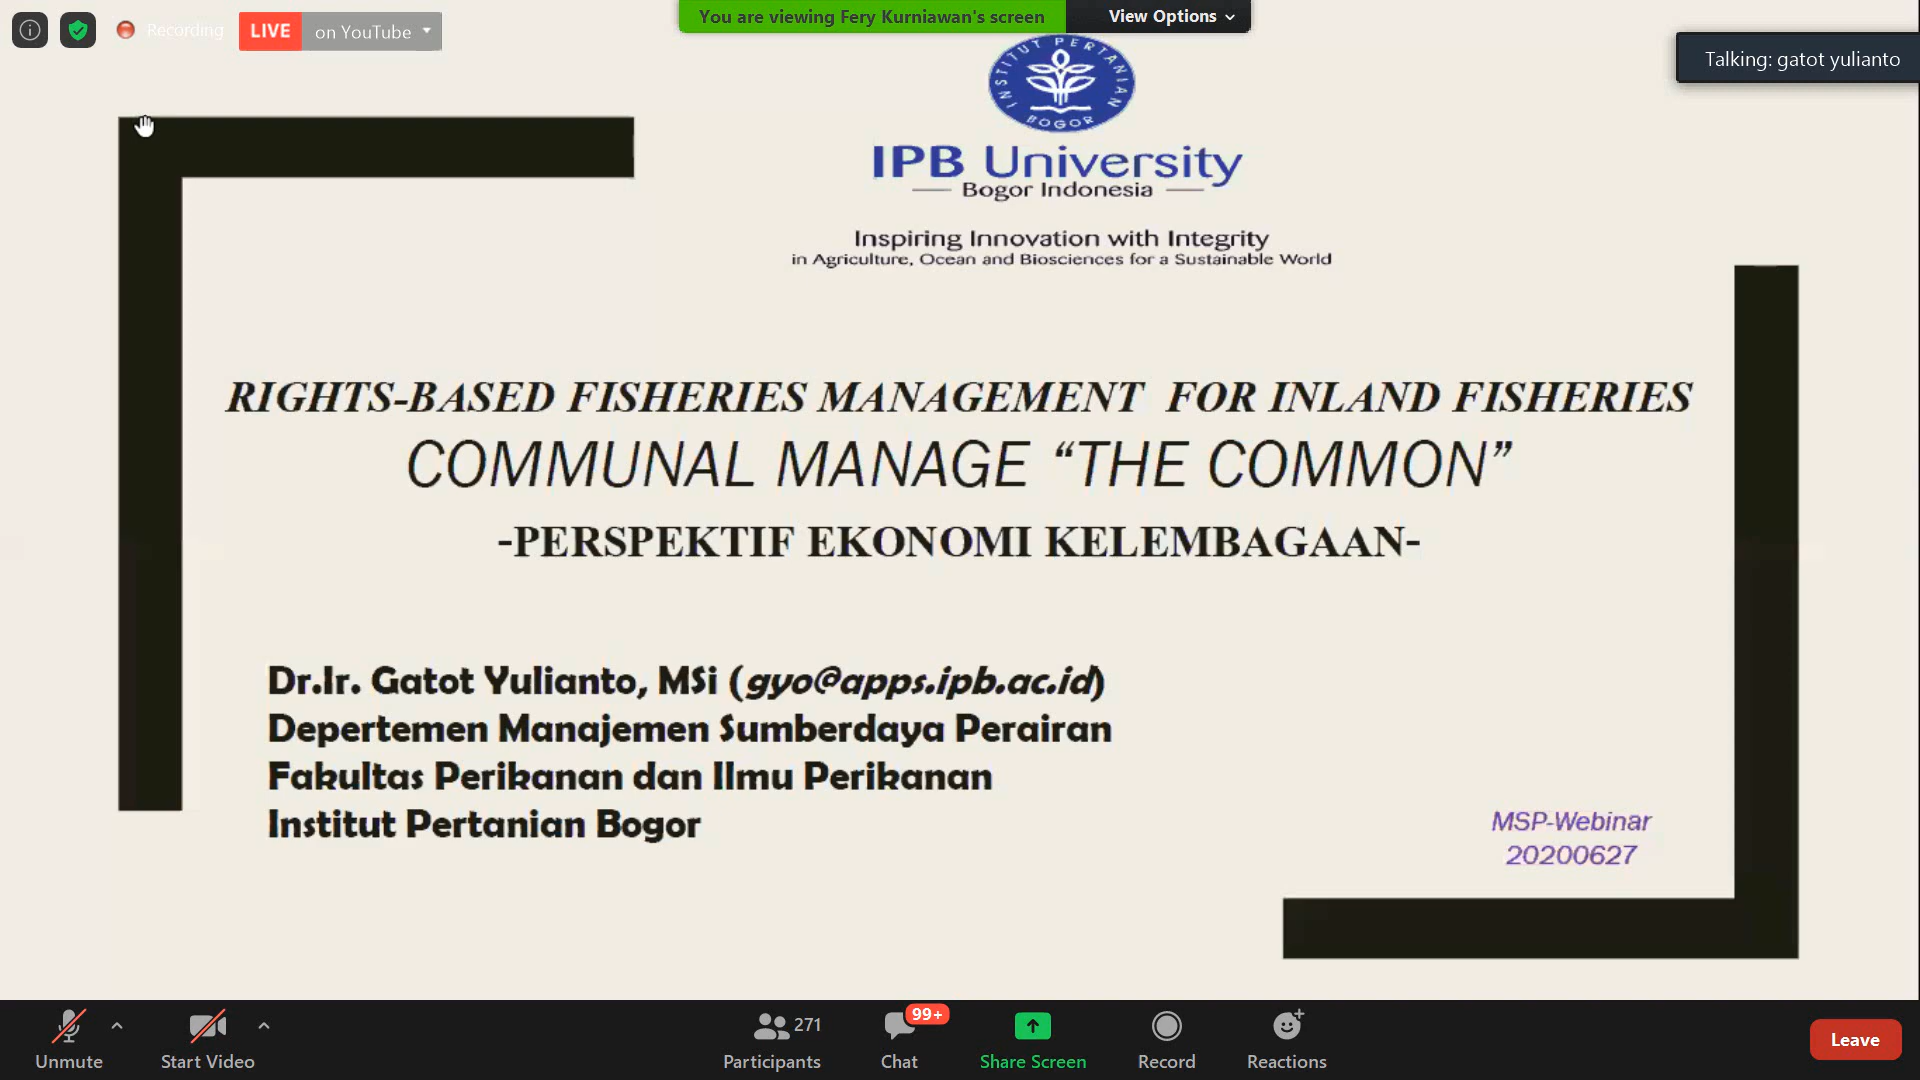 Recording
LIVE on YouTube
You are viewing Fery Kurniawan's screen
View Options
Talking: gatot yulianto
INSTITUT PERTANIAN BOGOR
IPB University
Bogor Indonesia
Inspiring Innovation with Integrity
in Agriculture, Ocean and Biosciences for a Sustainable World
RIGHTS-BASED FISHERIES MANAGEMENT FOR INLAND FISHERIES
COMMUNAL MANAGE “THE COMMON”
-PERSPEKTIF EKONOMI KELEMBAGAAN-
Dr.Ir. Gatot Yulianto, MSi (gyo@apps.ipb.ac.id)
Depertemen Manajemen Sumberdaya Perairan
Fakultas Perikanan dan Ilmu Perikanan
Institut Pertanian Bogor
MSP-Webinar
20200627
Unmute
Start Video
271
Participants
99+
Chat
Share Screen
Record
Reactions
Leave